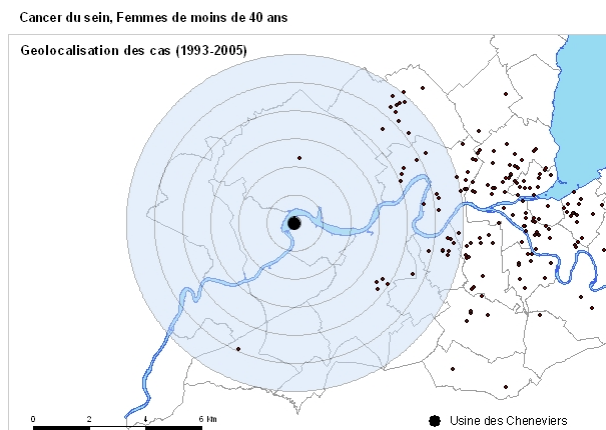 Cancer du sein, Femmes de moins de 40 ans
Geolocalisation des cas (1993-2005)
0 2 4 6 Km
Usine des Cheneviers